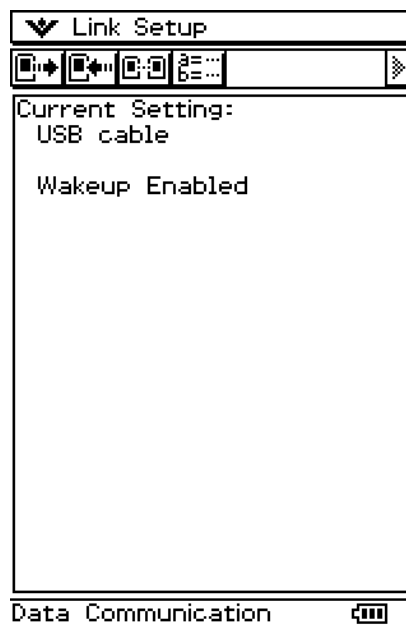 Link Setup
Current Setting:
USB cable
Wakeup Enabled
Data Communication